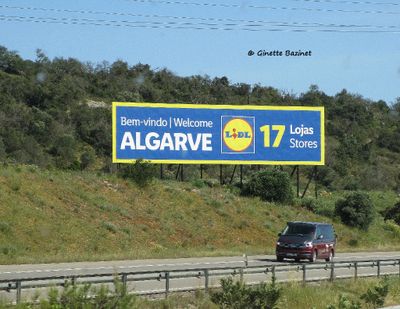 © Ginette Bazinet
Bem-vindo | Welcome
ALGARVE
LIDL
17
Lojas
Stores